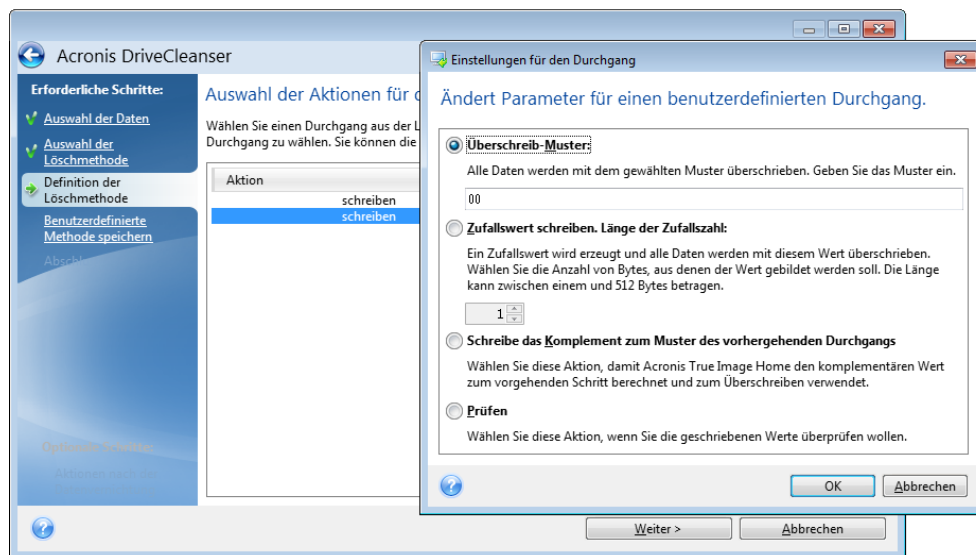 Acronis DriveCleanser
Erforderliche Schritte:
Auswahl der Daten
Auswahl der
Löschmethode
Definition der
Löschmethode
Benutzerdefinierte
Methode speichern
Auswahl der Aktionen für
Wählen Sie einen Durchgang aus der
Durchgang zu wählen. Sie können die
Aktion
schreiben
schreiben
Aktionen nach
Weiter >
Abbrechen
Einstellungen für den Durchgang
Ändert Parameter für einen benutzerdefinierten Durchgang.
Überschreib-Muster:
Alle Daten werden mit dem gewählten Muster überschrieben. Geben Sie das Muster ein.
00
Zufallswert schreiben. Länge der Zufallszahl:
Ein Zufallswert wird erzeugt und alle Daten werden mit diesem Wert überschrieben.
Wählen Sie die Anzahl von Bytes, aus denen der Wert gebildet werden soll. Die Länge
kann zwischen einem und 512 Bytes betragen.
1
Schreibe das Komplement zum Muster des vorhergehenden Durchgangs
Wählen Sie diese Aktion, damit Acronis True Image Home den komplementären Wert
zum vorgehenden Schritt berechnet und zum Überschreiben verwendet.
Prüfen
Wählen Sie diese Aktion, wenn Sie die geschriebenen Werte überprüfen wollen.
OK
Abbrechen